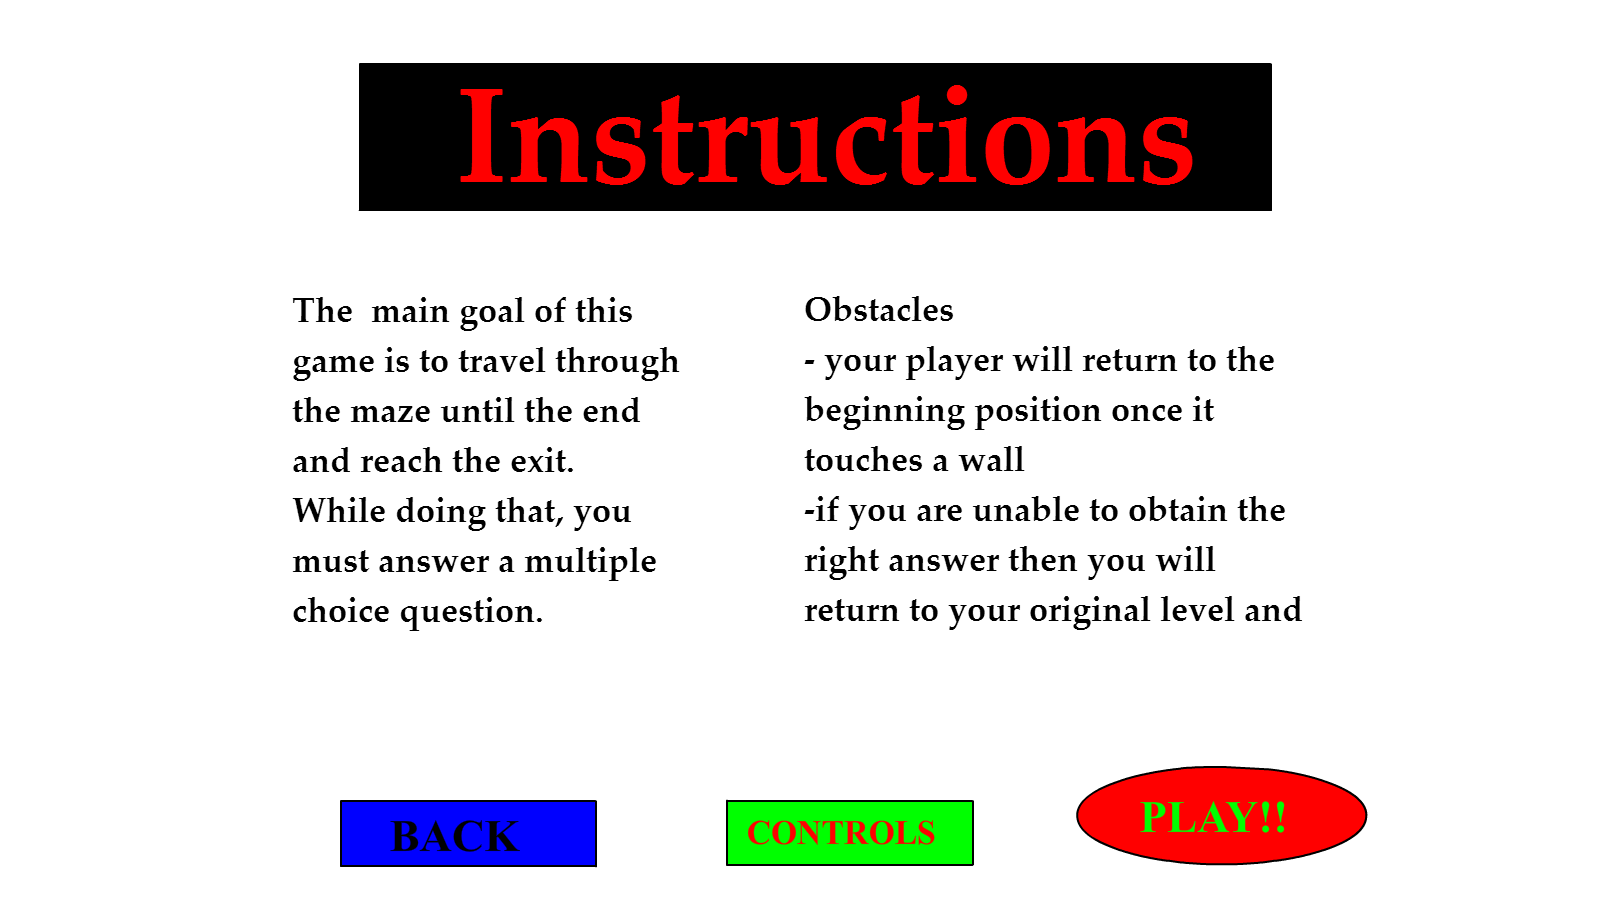 Instructions
The  main goal of this
game is to travel through
the maze until the end
and reach the exit.
While doing that, you
must answer a multiple
choice question.
Obstacles
- your player will return to the
beginning position once it
touches a wall
-if you are unable to obtain the
right answer then you will
return to your original level and
BACK
CONTROLS
PLAY!!